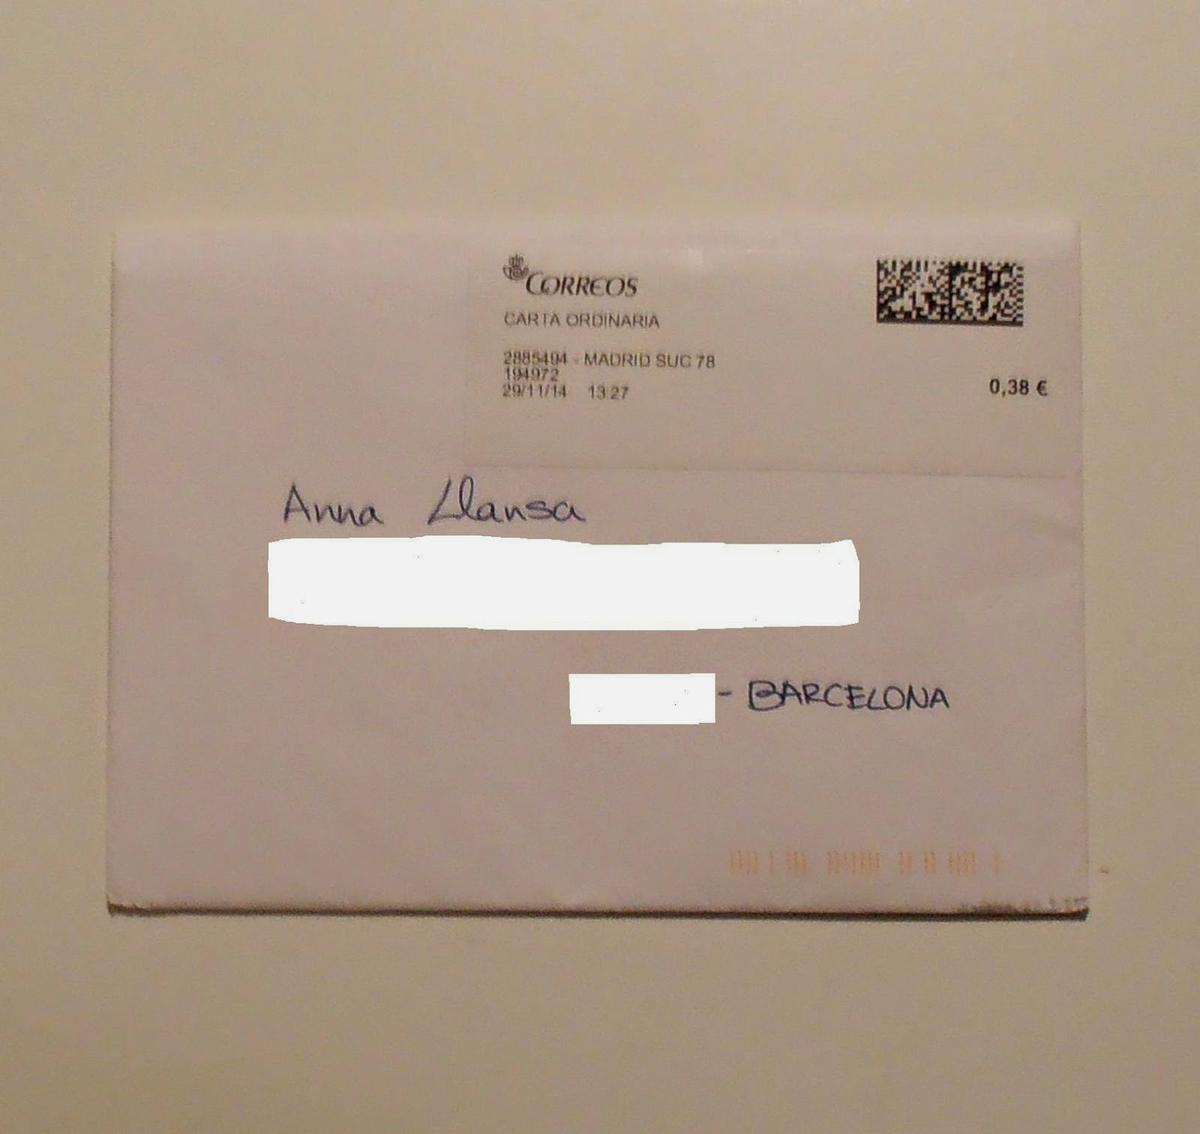 CORREOS
CARTA ORDINARIA
2885494 - MADRID SUC 78
194972
29/11/14 13:27
0,38 €
Anna Llansa
- BARCELONA